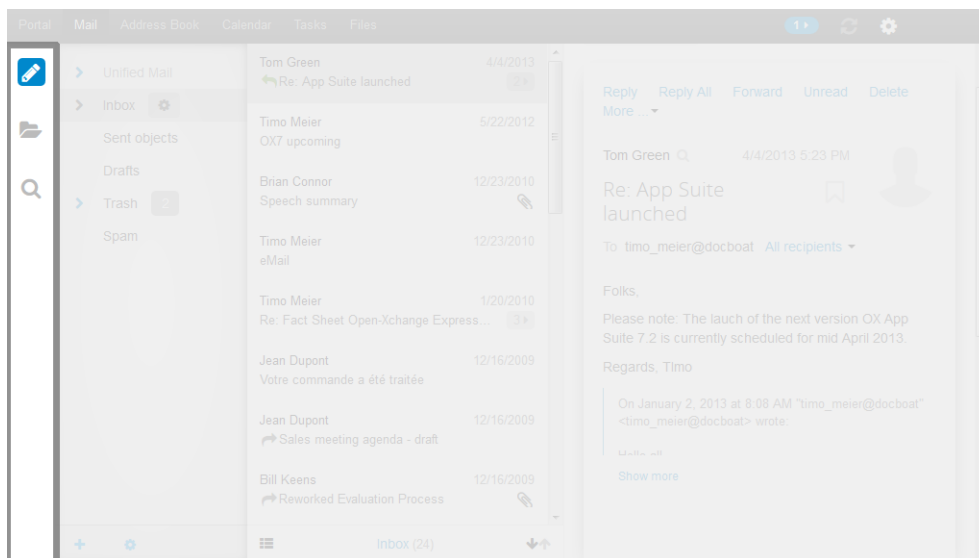 Portal Mail Address Book Calendar Tasks Files 1
Unified Mail
Inbox
Sent objects
Drafts
Trash 2
Spam
Tom Green 4/4/2013
Re: App Suite launched 2
Timo Meier 5/22/2012
OX7 upcoming
Brian Connor 12/23/2010
Speech summary
Timo Meier 12/23/2010
eMail
Timo Meier 1/20/2010
Re: Fact Sheet Open-Xchange Express... 3
Jean Dupont 12/16/2009
Votre commande a été traitée
Jean Dupont 12/16/2009
Sales meeting agenda - draft
Bill Keens 12/16/2009
Reworked Evaluation Process
Inbox (24)
Reply Reply All Forward Unread Delete
More ...
Tom Green 4/4/2013 5:23 PM
Re: App Suite
launched
To timo_meier@docboat All recipients
Folks,
Please note: The lauch of the next version OX App
Suite 7.2 is currently scheduled for mid April 2013.
Regards, Timo
On January 2, 2013 at 8:08 AM "timo_meier@docboat"
<timo_meier@docboat> wrote:
Hello all
Show more